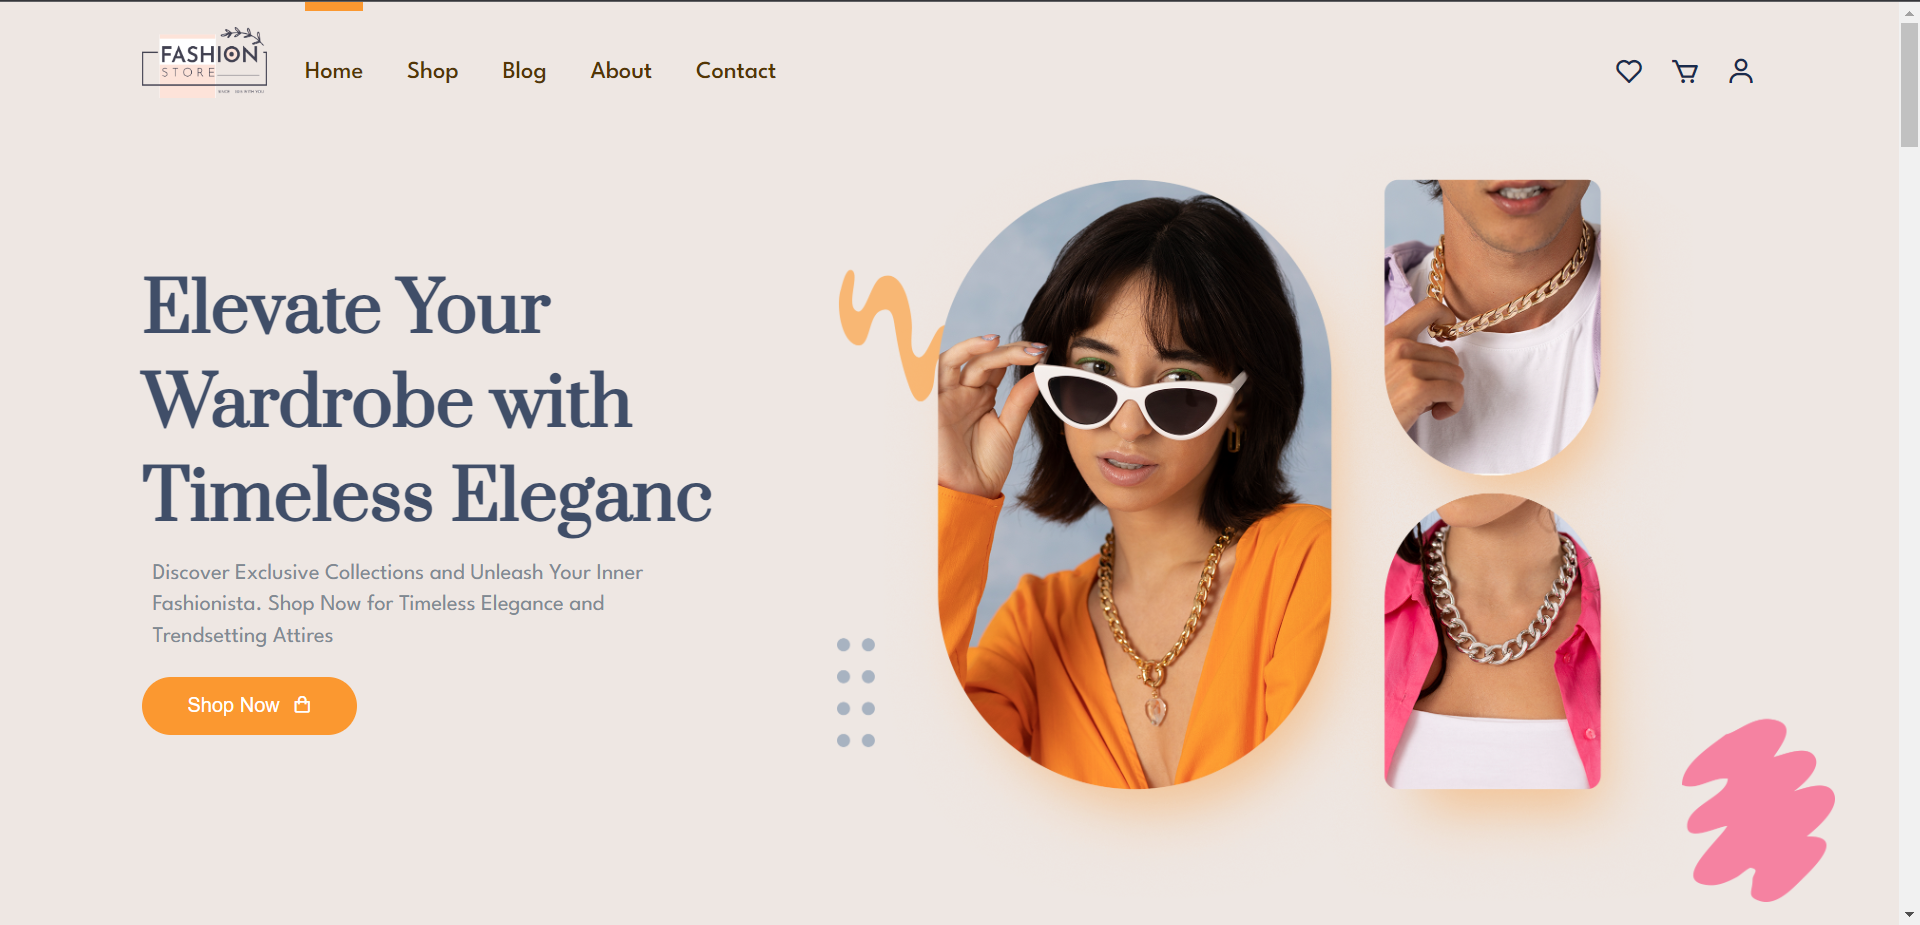 FASHION
STORE
Home Shop Blog About Contact
Elevate Your
Wardrobe with
Timeless Eleganc
Discover Exclusive Collections and Unleash Your Inner
Fashionista. Shop Now for Timeless Elegance and
Trendsetting Attires
Shop Now